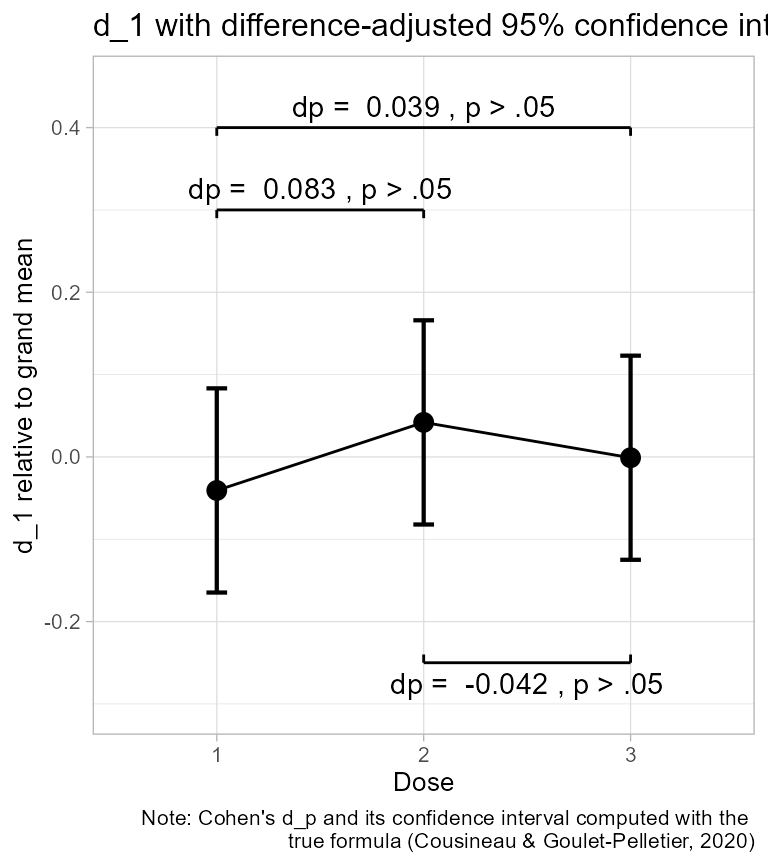 d_1 with difference-adjusted 95% confidence int
dp =  0.039 , p > .05
0.4
dp =  0.083 , p > .05
0.2
d_1 relative to grand mean
0.0
-0.2
dp =  -0.042 , p > .05
1 2 3
Dose
Note: Cohen's d_p and its confidence interval computed with the
true formula (Cousineau & Goulet-Pelletier, 2020)